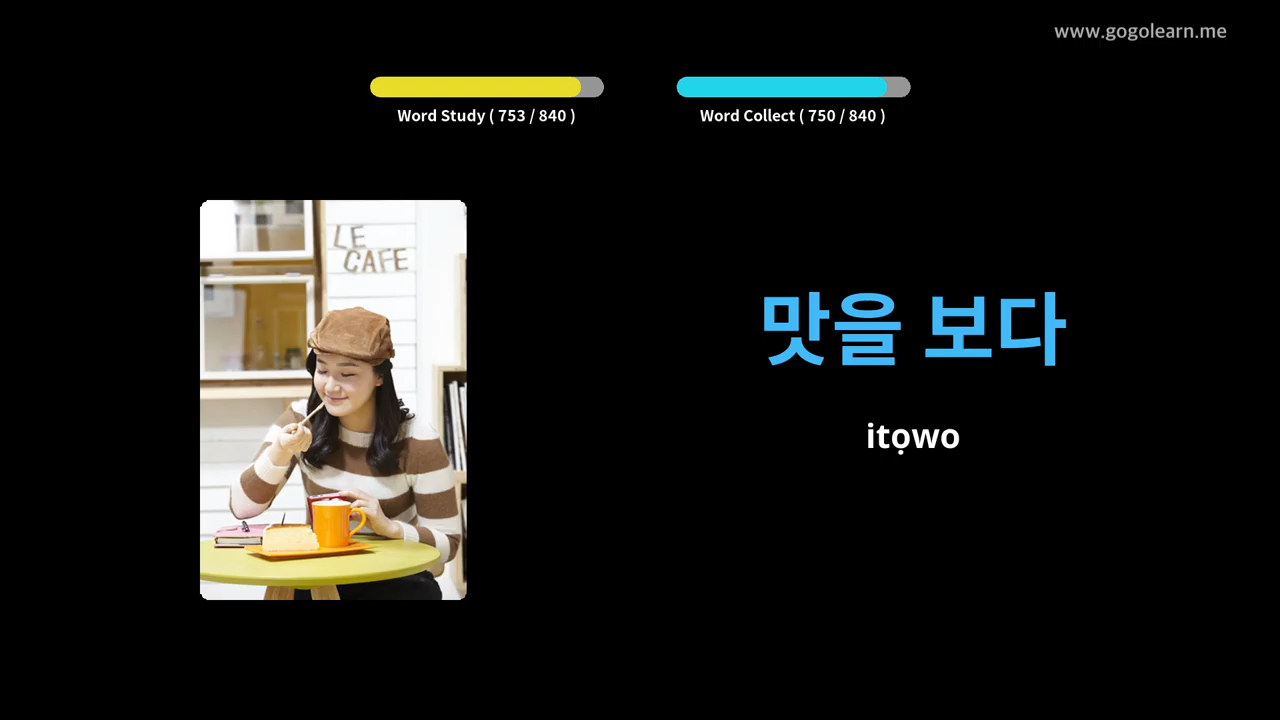 www.gogolearn.me
Word Study ( 753 / 840 )
Word Collect ( 750 / 840 )
LE
CAFE
맛을 보다
itọwo